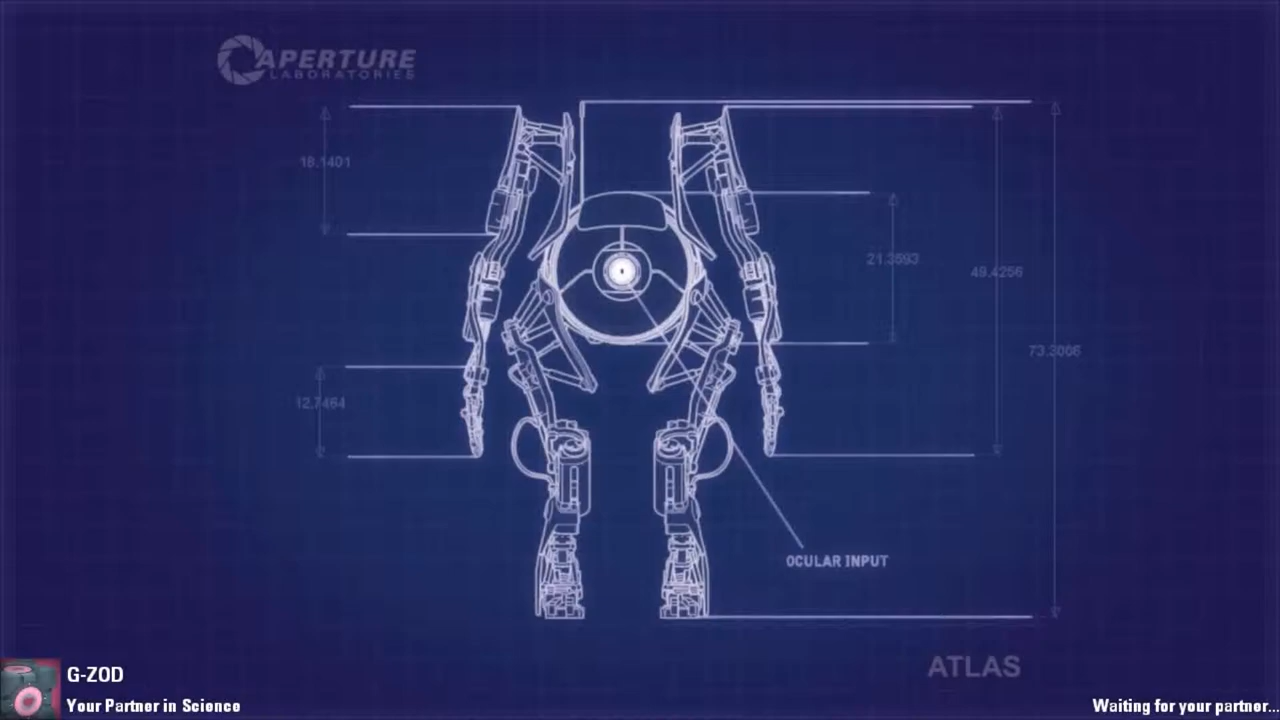 APERTURE
LABORATORIES
18.1401
21.3593
49.4256
73.3006
12.7464
OCULAR INPUT
ATLAS
G-ZOD
Your Partner in Science
Waiting for your partner...